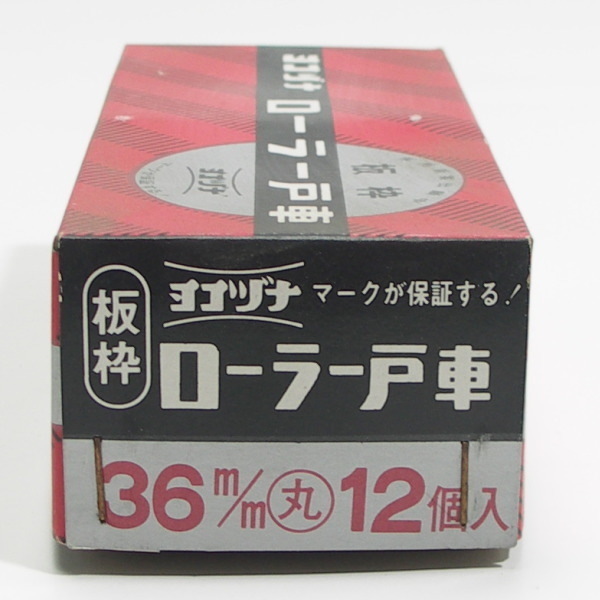 ヨコヅナ
ローラー戸車
板枠
ヨコヅナ
板枠
ヨコヅナ マークが保証する!
ローラー戸車
36m/m 丸 12個入